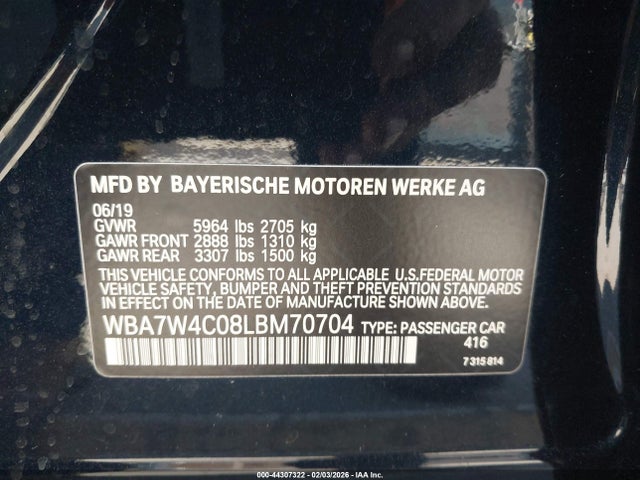 MFD BY BAYERISCHE MOTOREN WERKE AG
06/19
GVWR 5964 lbs 2705 kg
GAWR FRONT 2888 lbs 1310 kg
GAWR REAR 3307 lbs 1500 kg
THIS VEHICLE CONFORMS TO ALL APPLICABLE U.S.FEDERAL MOTOR
VEHICLE SAFETY, BUMPER AND THEFT PREVENTION STANDARDS
IN EFFECT ON THE DATE OF MANUFACTURE SHOWN ABOVE.
WBA7W4C08LBM70704 TYPE: PASSENGER CAR
416
7315814
000-44307322 - 02/03/2026 - IAA Inc.